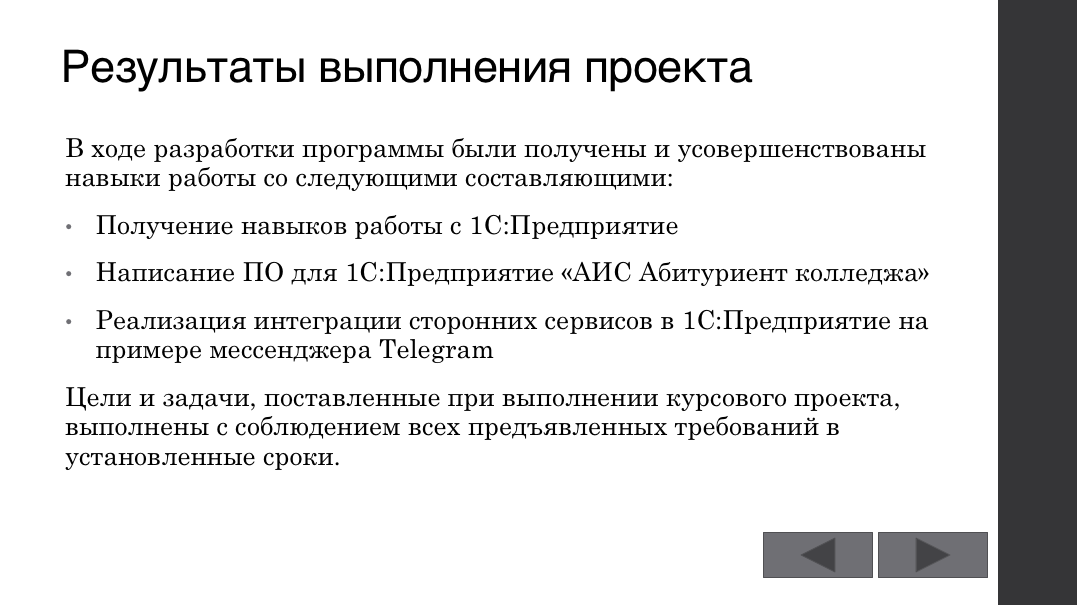 Результаты выполнения проекта
В ходе разработки программы были получены и усовершенствованы
навыки работы со следующими составляющими:
• Получение навыков работы с 1С:Предприятие
• Написание ПО для 1С:Предприятие «АИС Абитуриент колледжа»
• Реализация интеграции сторонних сервисов в 1С:Предприятие на
примере мессенджера Telegram
Цели и задачи, поставленные при выполнении курсового проекта,
выполнены с соблюдением всех предъявленных требований в
установленные сроки.